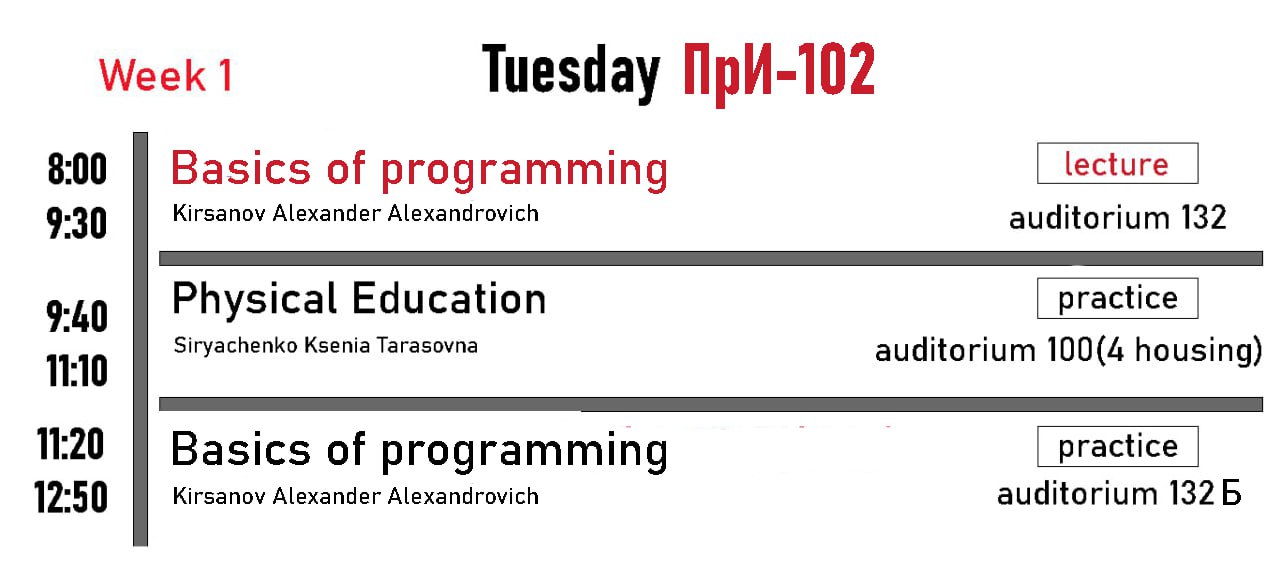 Week 1
Tuesday ПрИ-102
8:00
9:30
Basics of programming
Kirsanov Alexander Alexandrovich
lecture
auditorium 132
9:40
11:10
Physical Education
Siryachenko Ksenia Tarasovna
practice
auditorium 100(4 housing)
11:20
12:50
Basics of programming
Kirsanov Alexander Alexandrovich
practice
auditorium 132 Б